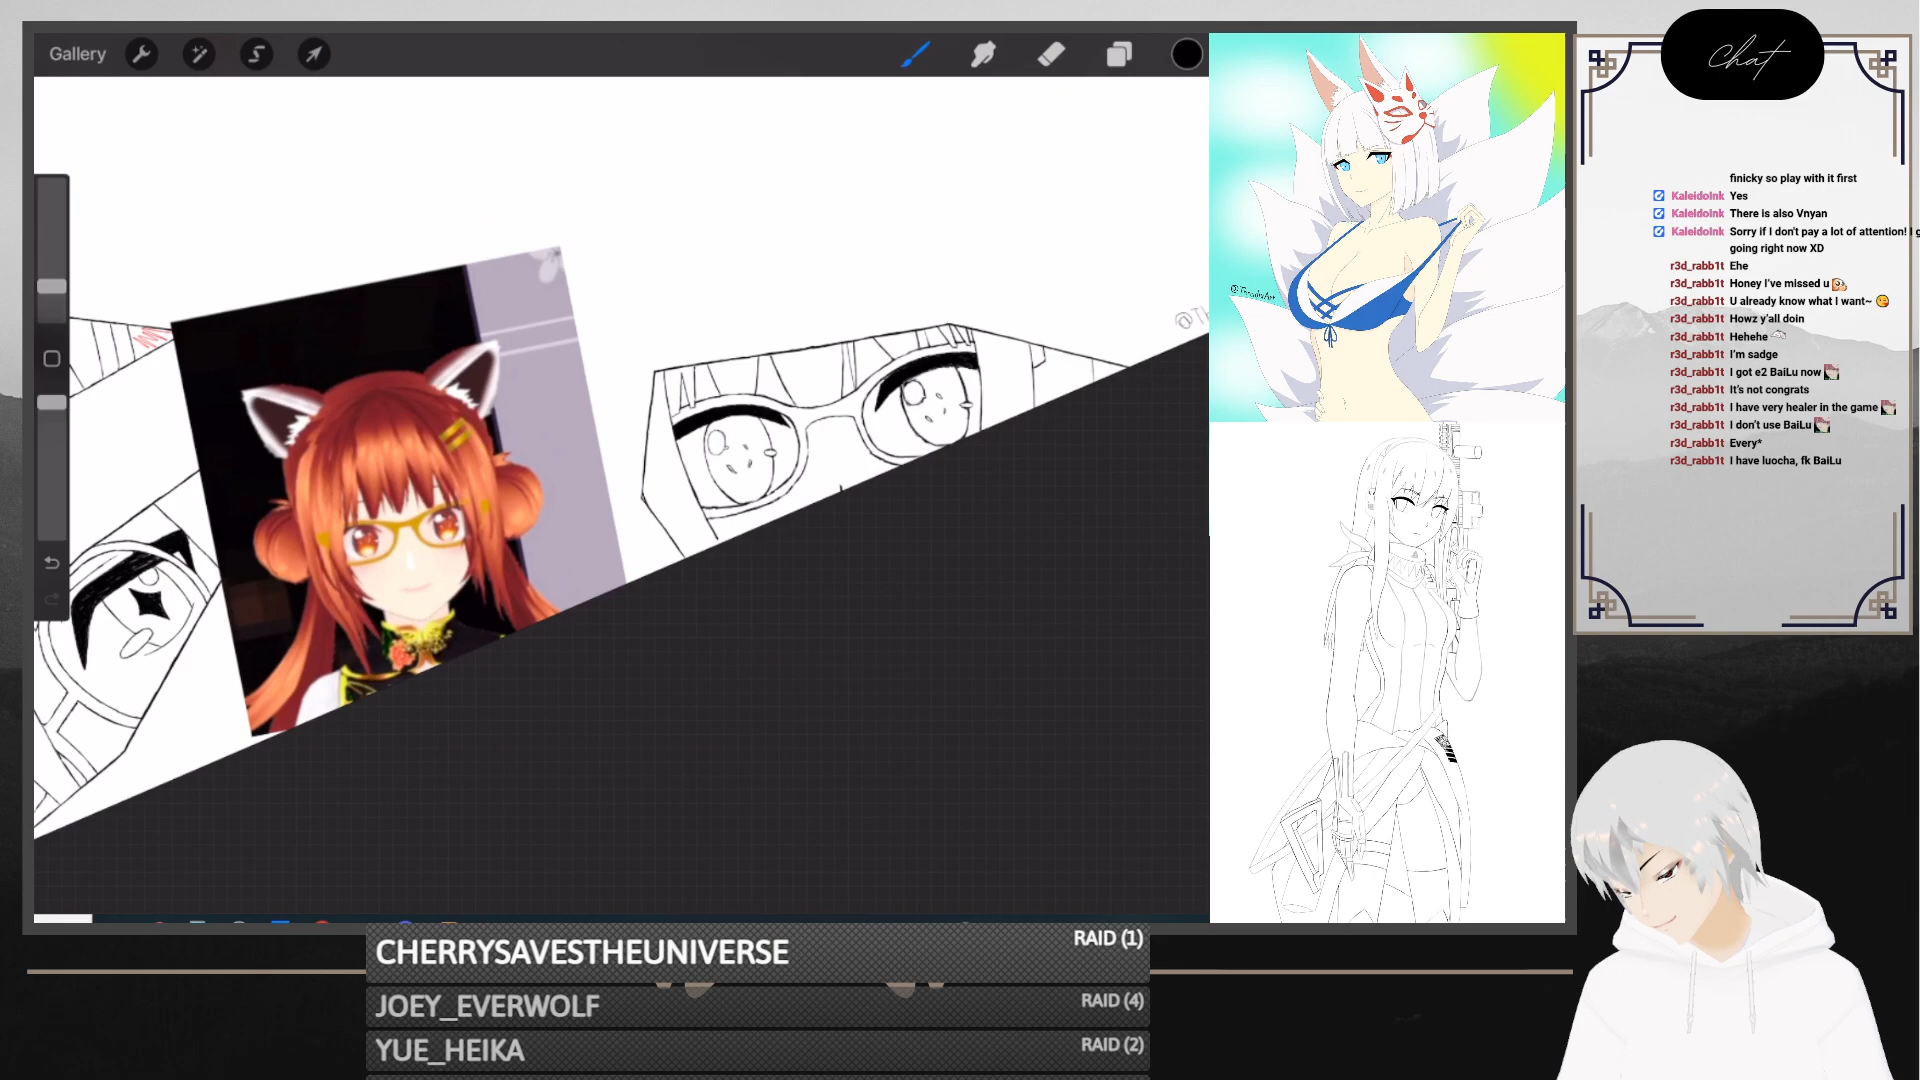 Gallery
Chat
finicky so play with it first
KaleidoInk Yes
KaleidoInk There is also Vnyan
KaleidoInk Sorry if I don't pay a lot of attention! I g
going right now XD
r3d_rabb1t Ehe
r3d_rabb1t Honey I've missed u
r3d_rabb1t U already know what I want~
r3d_rabb1t Howz y'all doin
r3d_rabb1t Hehehe
r3d_rabb1t I'm sadge
r3d_rabb1t I got e2 BaiLu now
r3d_rabb1t It's not congrats
r3d_rabb1t I have very healer in the game
r3d_rabb1t I don't use BaiLu
r3d_rabb1t Every*
r3d_rabb1t I have luocha, fk BaiLu
CHERRYSAVESTHEUNIVERSE RAID (1)
JOEY_EVERWOLF RAID (4)
YUE_HEIKA RAID (2)